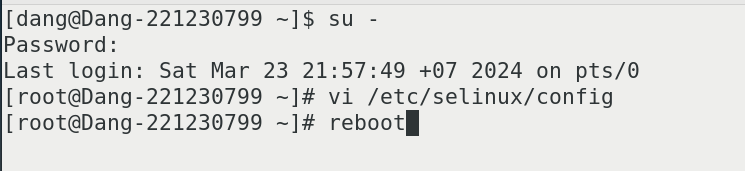 [dang@Dang-221230799 ~]$ su -
Password:
Last login: Sat Mar 23 21:57:49 +07 2024 on pts/0
[root@Dang-221230799 ~]# vi /etc/selinux/config
[root@Dang-221230799 ~]# reboot